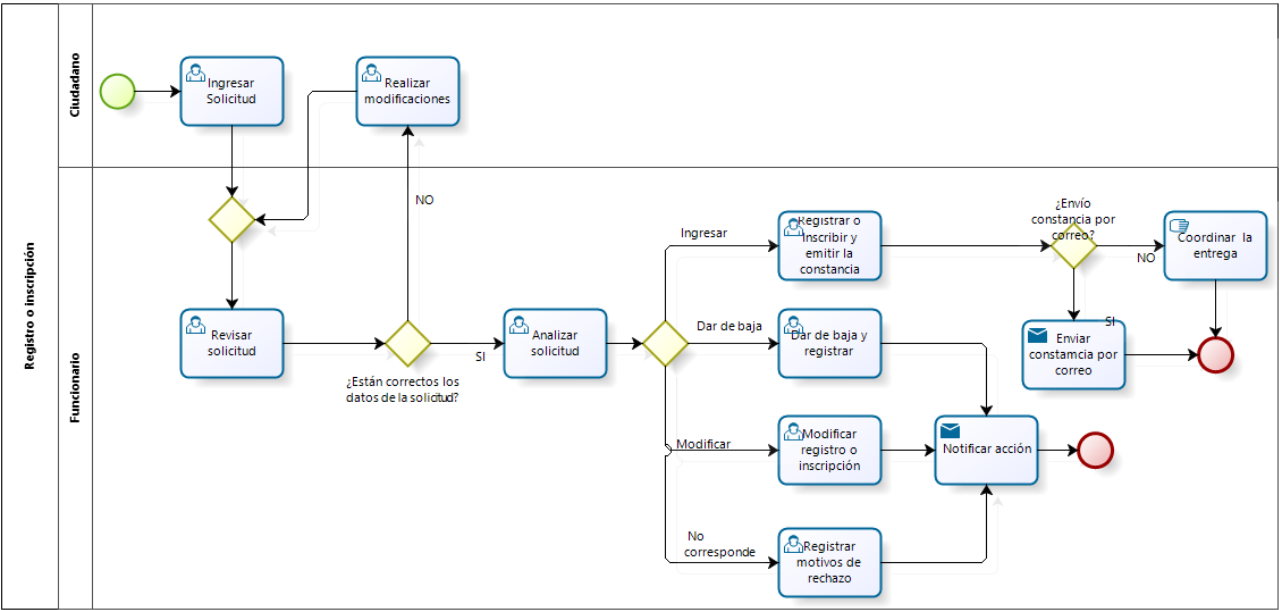 Registro o inscripción
Ciudadano
Ingresar
Solicitud
Realizar
modificaciones
Funcionario
NO
Revisar
solicitud
¿Están correctos los
datos de la solicitud?
SI
Analizar
solicitud
Ingresar
Registrar o
Inscribir y
emitir la
constancia
¿Envío
constancia por
correo?
NO
Coordinar la
entrega
SI
Enviar
constamcia por
correo
Dar de baja
Dar de baja y
registrar
Modificar
Modificar
registro o
inscripción
Notificar acción
No
corresponde
Registrar
motivos de
rechazo